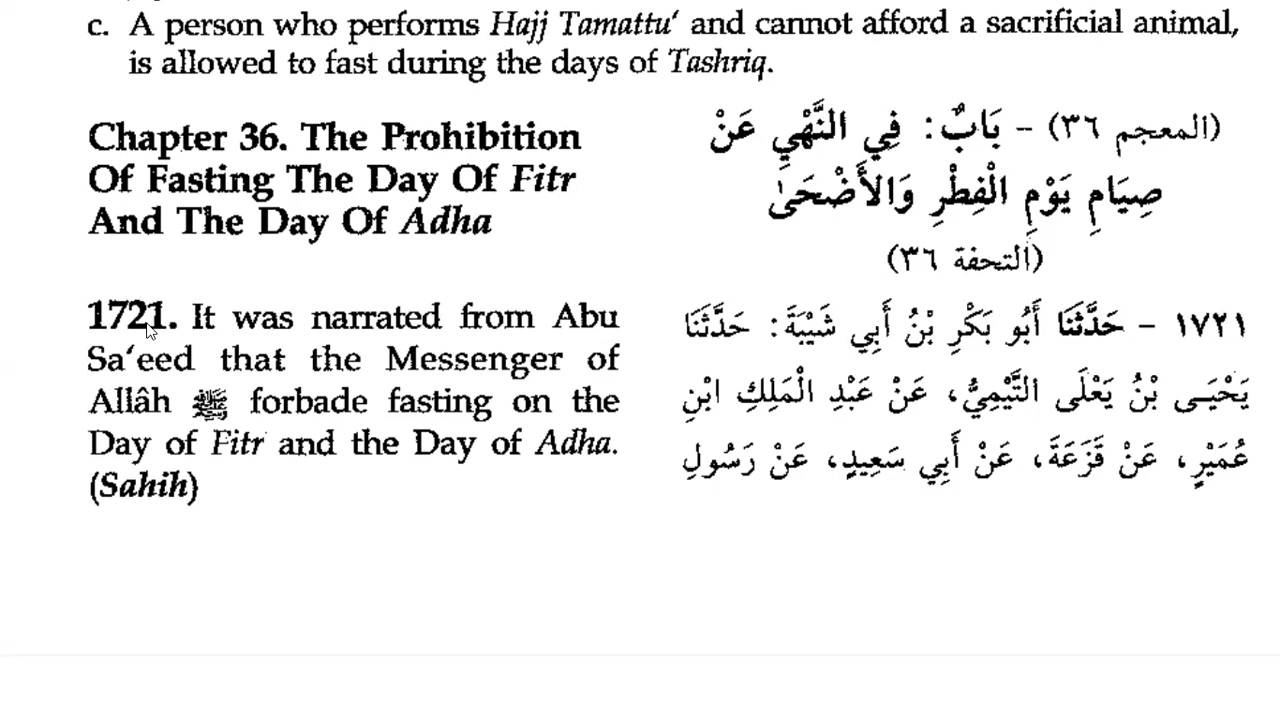 c. A person who performs Hajj Tamattu‘ and cannot afford a sacrificial animal,
is allowed to fast during the days of Tashriq.
Chapter 36. The Prohibition
Of Fasting The Day Of Fitr
And The Day Of Adha
(المعجم ٣٦) - بَابٌ: فِي النَّهْيِ عَنْ
صِيَامِ يَوْمِ الْفِطْرِ وَالأَضْحَىٰ
(التحفة ٣٦)
1721. It was narrated from Abu
Sa‘eed that the Messenger of
Allâh ﷺ forbade fasting on the
Day of Fitr and the Day of Adha.
(Sahih)
١٧٢١ - حَدَّثَنَا أَبُو بَكْرِ بْنُ أَبِي شَيْبَةَ: حَدَّثَنَا
يَحْيَـى بْنُ يَعْلَى التَّيْمِيُّ، عَنْ عَبْدِ الْمَلِكِ ابْنِ
عُمَيْرٍ، عَنْ قَزَعَةَ، عَنْ أَبِي سَعِيدٍ، عَنْ رَسُولِ